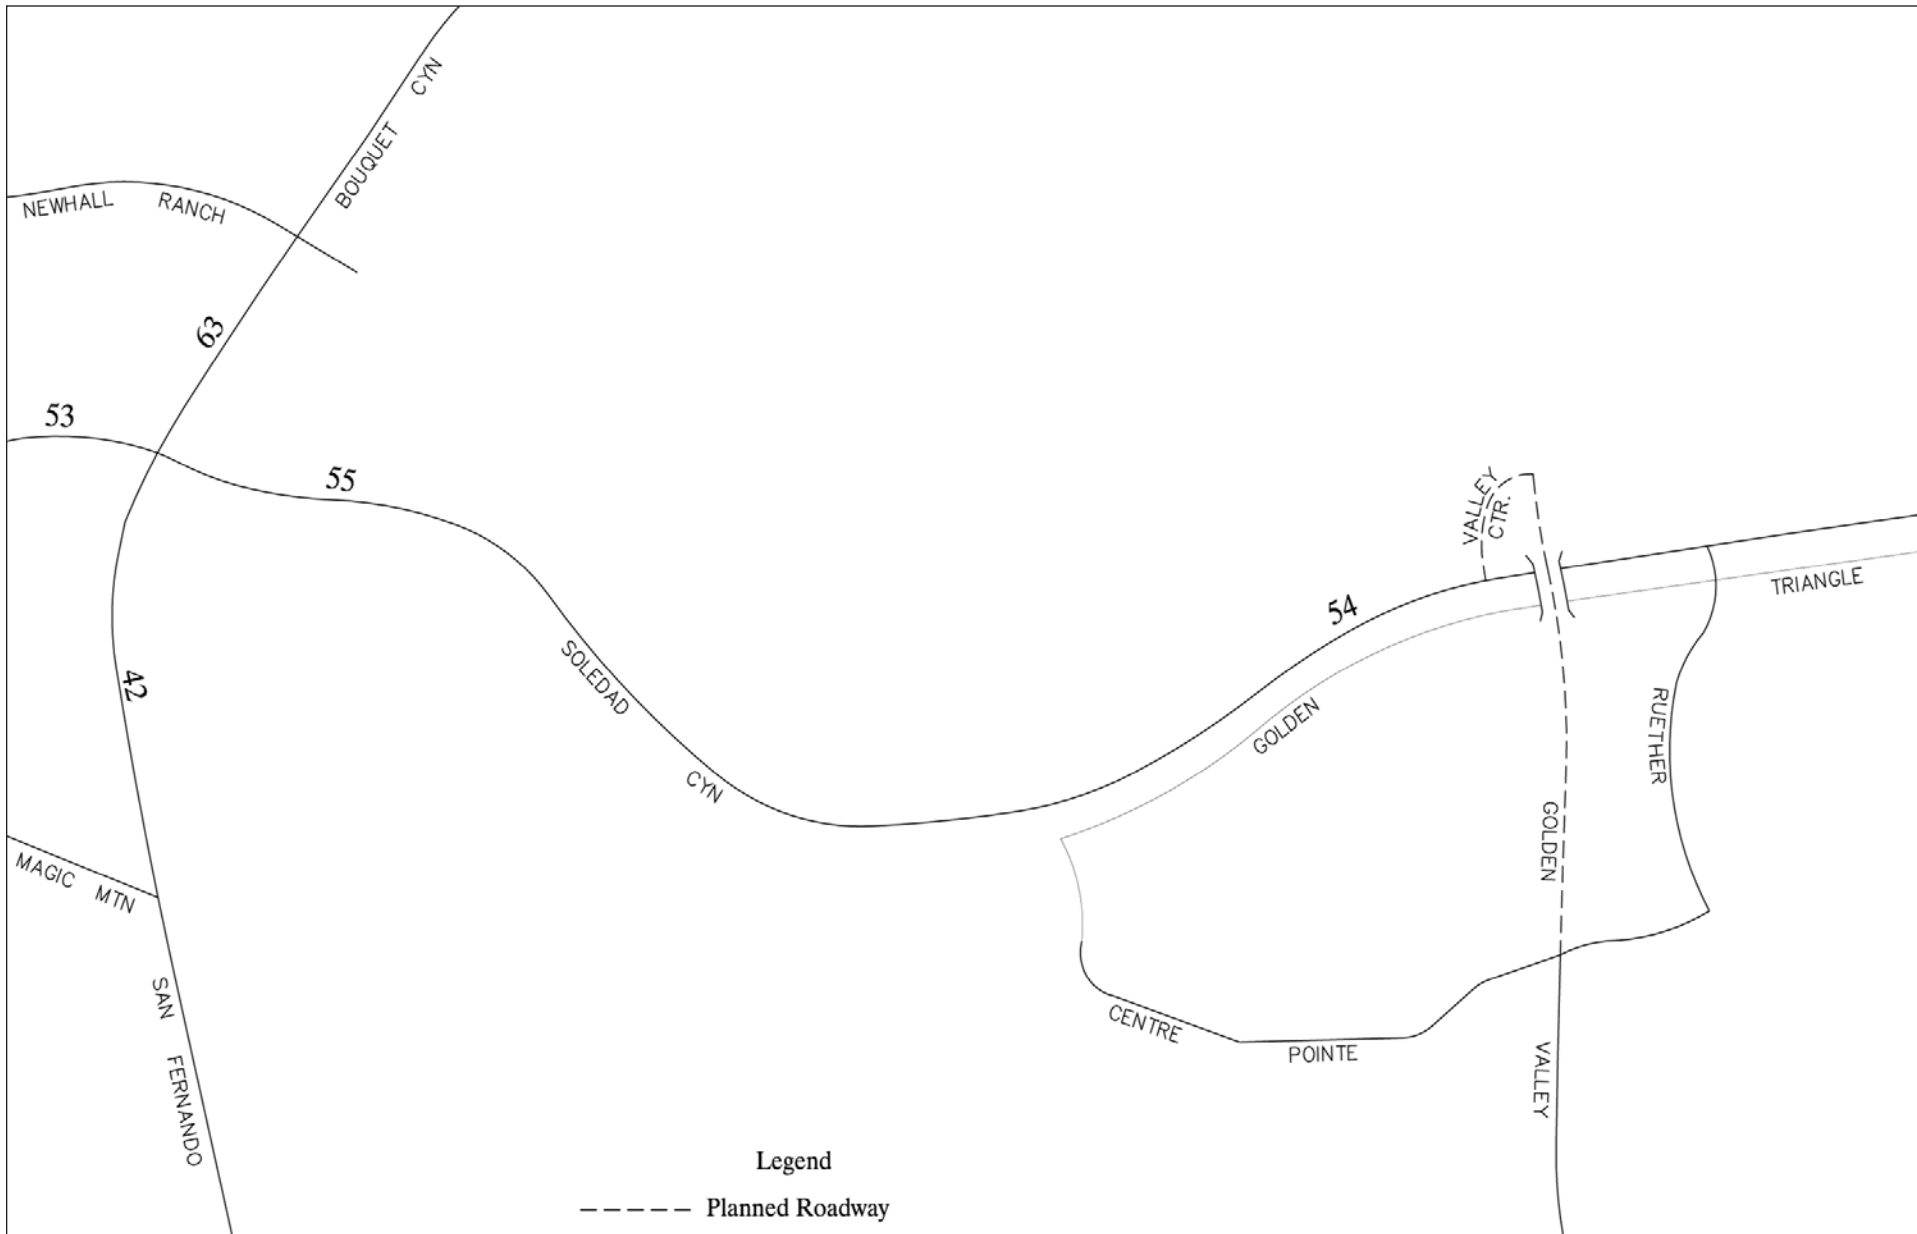 BOUQUET CYN
NEWHALL RANCH
63
53
55
VALLEY
CTR.
TRIANGLE
54
SOLEDAD CYN
42
GOLDEN
RUETHER
GOLDEN VALLEY
MAGIC MTN
SAN FERNANDO
CENTRE POINTE
Legend
Planned Roadway